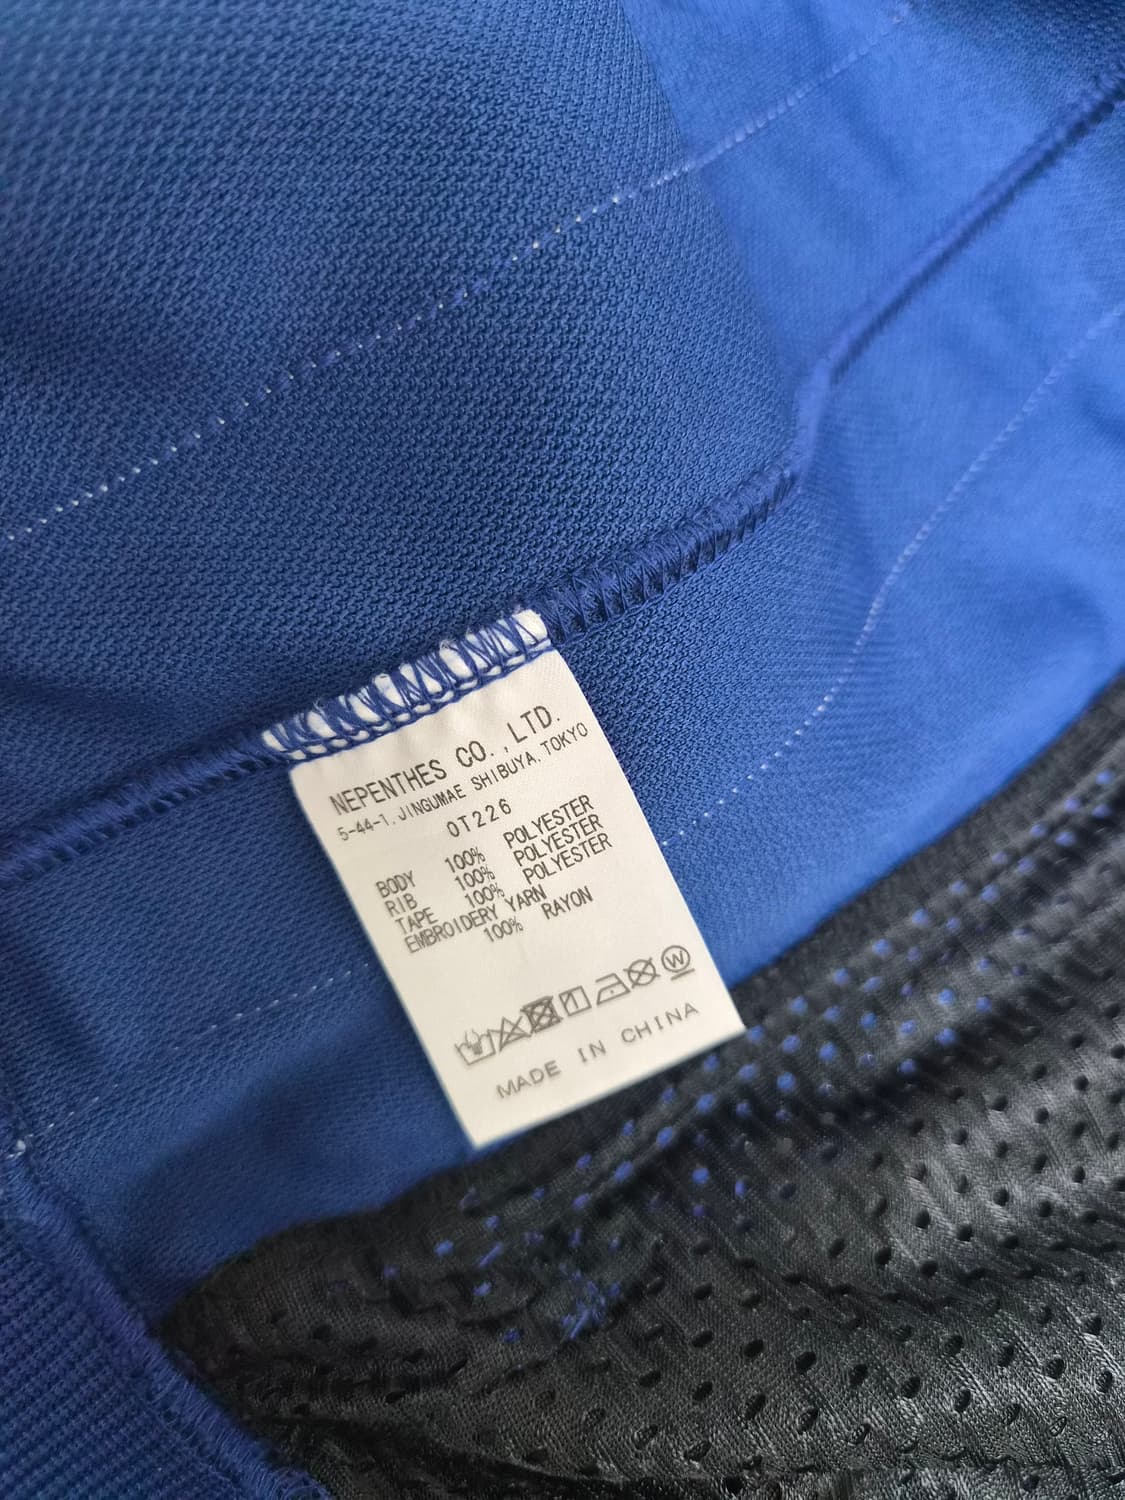 NEPENTHES CO.,LTD.
5-44-1, JINGUMAE SHIBUYA, TOKYO
OT226
BODY 100% POLYESTER
RIB 100% POLYESTER
TAPE 100% POLYESTER
EMBROIDERY YARN
100% RAYON
W
MADE IN CHINA